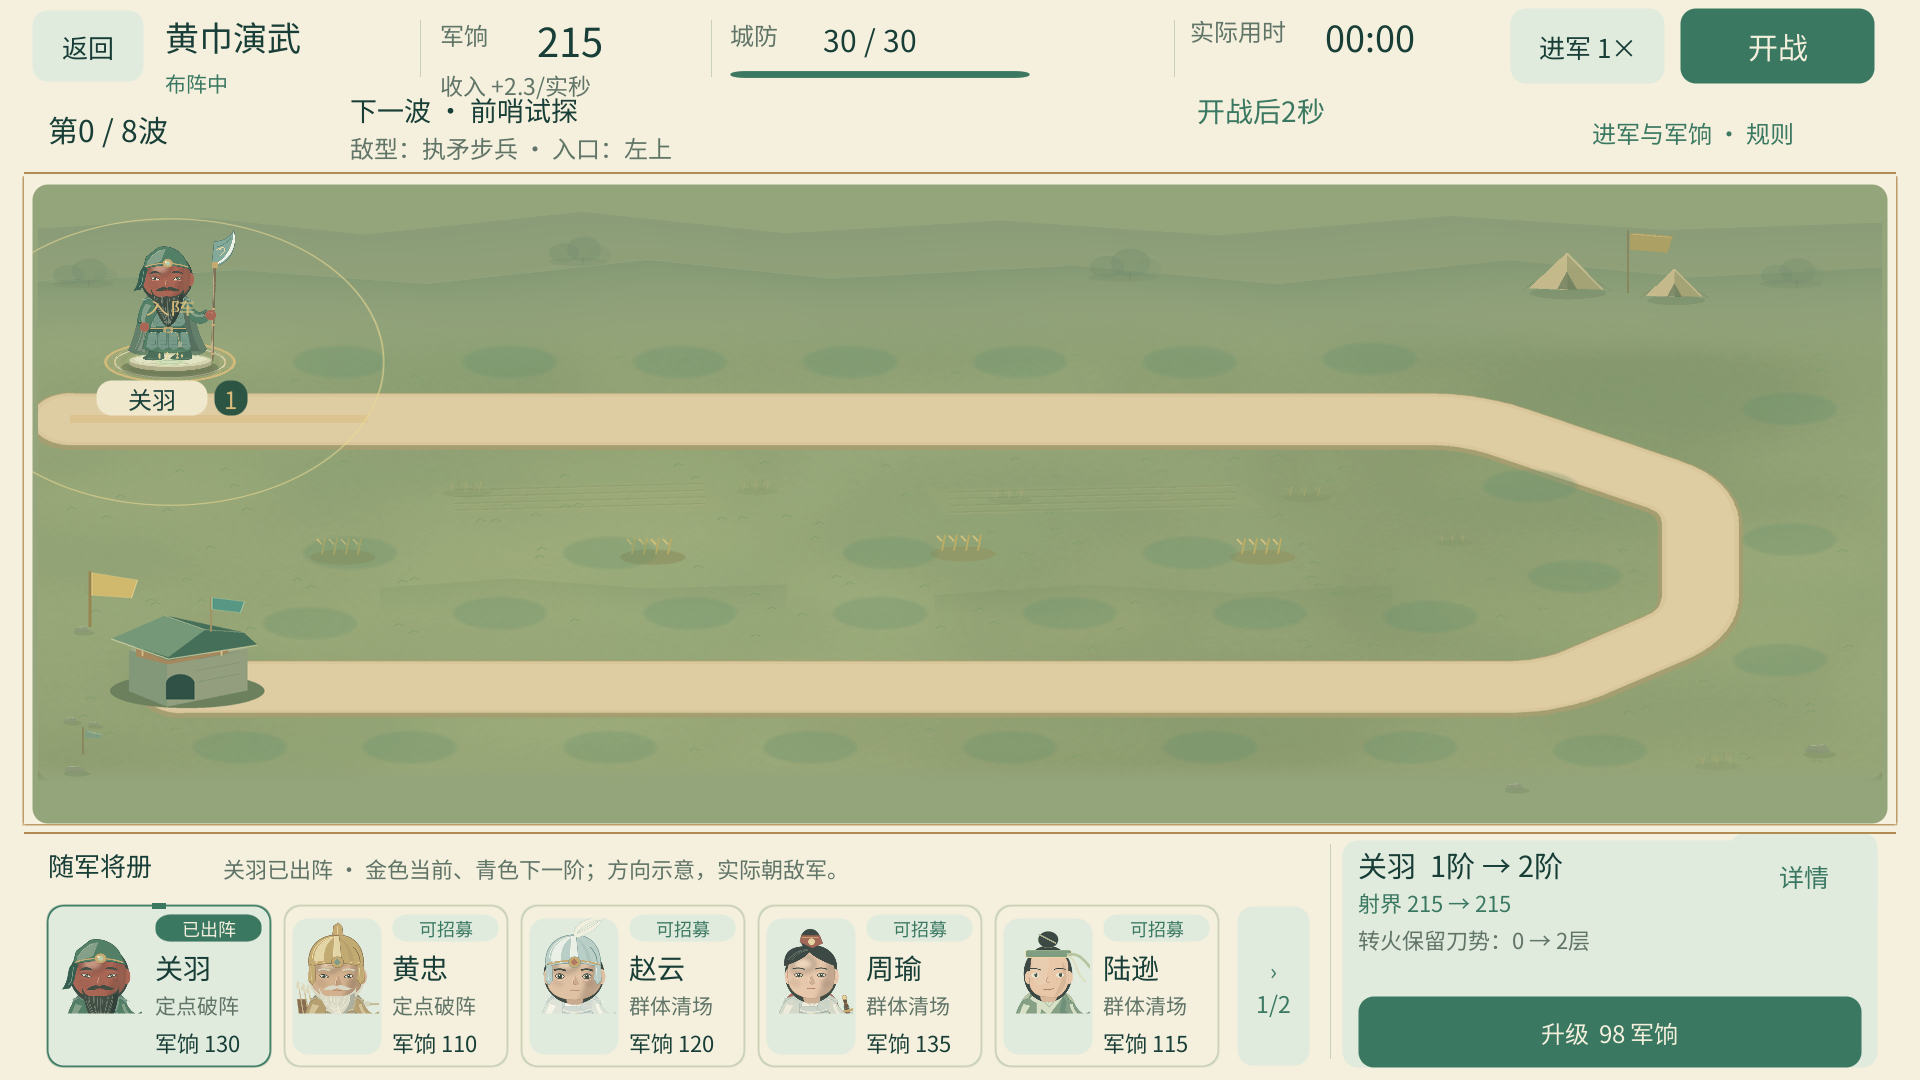 返回
黄巾演武
布阵中
军饷
215
收入 +2.3/实秒
城防
30 / 30
实际用时
00:00
进军 1×
开战
第0 / 8波
下一波 · 前哨试探
敌型：执矛步兵 · 入口：左上
开战后2秒
进军与军饷 · 规则
入阵
关羽
1
随军将册
关羽已出阵 · 金色当前、青色下一阶；方向示意，实际朝敌军。
已出阵
关羽
定点破阵
军饷 130
可招募
黄忠
定点破阵
军饷 110
可招募
赵云
群体清场
军饷 120
可招募
周瑜
群体清场
军饷 135
可招募
陆逊
群体清场
军饷 115
›
1/2
关羽 1阶 → 2阶
详情
射界 215 → 215
转火保留刀势：0 → 2层
升级 98 军饷